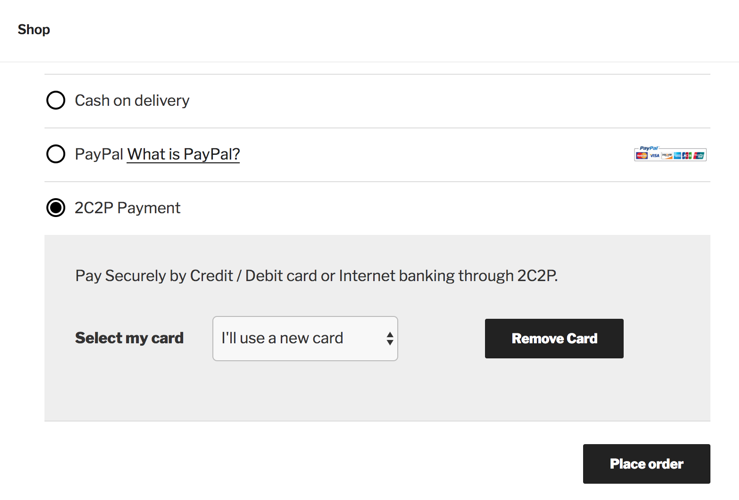 Shop
Cash on delivery
PayPal What is PayPal?
PayPal
VISA
2C2P Payment
Pay Securely by Credit / Debit card or Internet banking through 2C2P.
Select my card I'll use a new card Remove Card
Place order